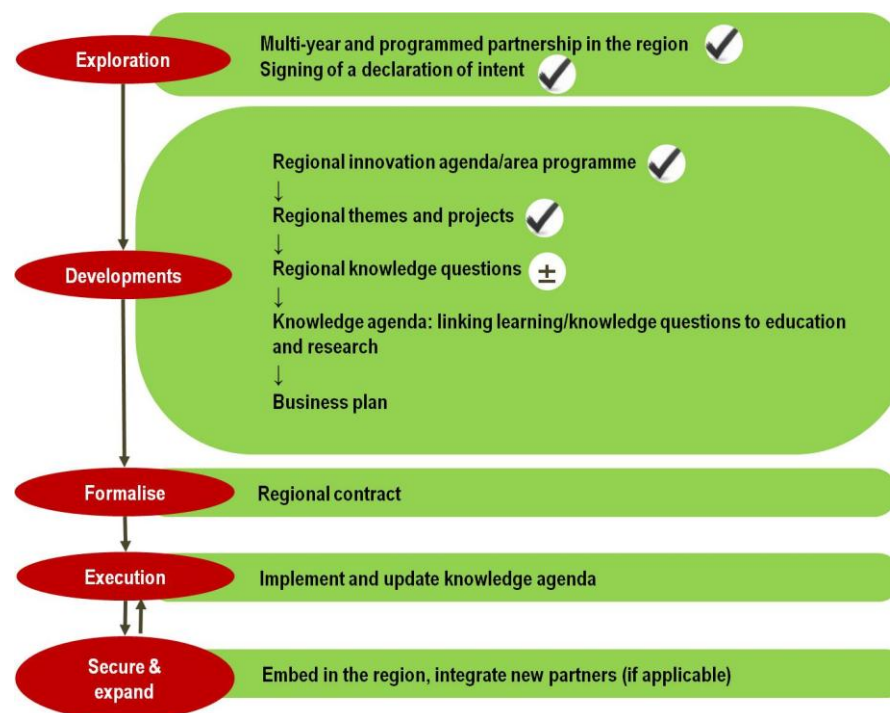 Exploration
Multi-year and programmed partnership in the region
Signing of a declaration of intent
Developments
Regional innovation agenda/area programme
↓
Regional themes and projects
↓
Regional knowledge questions ±
↓
Knowledge agenda: linking learning/knowledge questions to education
and research
↓
Business plan
Formalise
Regional contract
Execution
Implement and update knowledge agenda
Secure &
expand
Embed in the region, integrate new partners (if applicable)